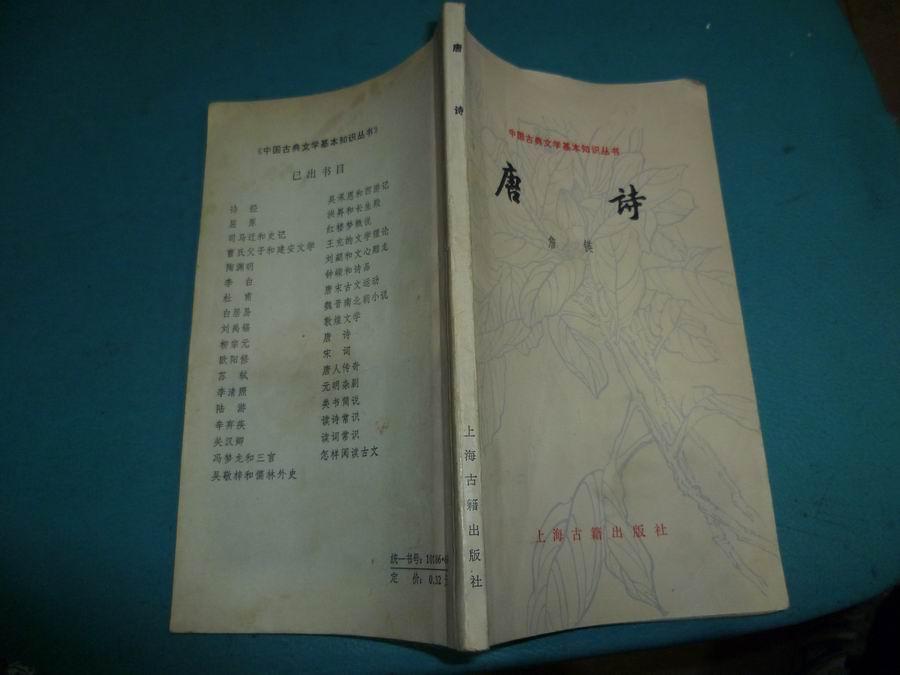 《中国古典文学基本知识丛书》
已出书目
诗经
屈原
司马迁和史记
曹氏父子和建安文学
陶渊明
李白
杜甫
白居易
刘禹锡
柳宗元
欧阳修
苏轼
李清照
陆游
辛弃疾
关汉卿
冯梦龙和三言
吴敬梓和儒林外史
吴承恩和西游记
洪昇和长生殿
红楼梦概说
王充的文学理论
刘勰和文心雕龙
钟嵘和诗品
唐宋古文运动
魏晋南北朝小说
敦煌文学
唐诗
宋词
唐人传奇
元明杂剧
类书简说
读诗常识
读词常识
怎样阅读古文
统一书号：10186·
定价：0.32
唐诗
上海古籍出版社
中国古典文学基本知识丛书
唐诗
詹锳
上海古籍出版社